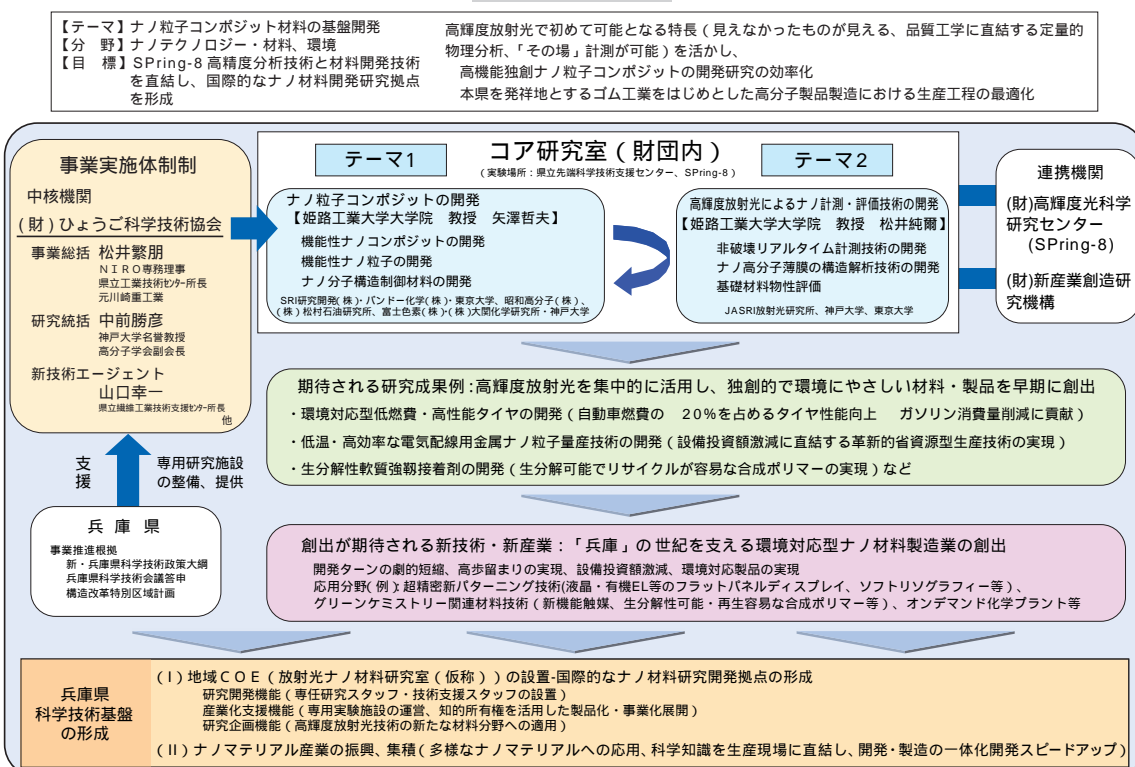 【テーマ】ナノ粒子コンポジット材料の基盤開発
【分　野】ナノテクノロジー・材料、環境
【目　標】SPring-8 高精度分析技術と材料開発技術
を直結し、国際的なナノ材料開発研究拠点
を形成
高輝度放射光で初めて可能となる特長（見えなかったものが見える、品質工学に直結する定量的
物理分析、「その場」計測が可能）を活かし、
高機能独創ナノ粒子コンポジットの開発研究の効率化
本県を発祥地とするゴム工業をはじめとした高分子製品製造における生産工程の最適化
事業実施体制制
中核機関
(財)ひょうご科学技術協会
事業総括 松井繁朋
ＮＩＲＯ専務理事
県立工業技術ｾﾝﾀｰ所長
元川崎重工業
研究統括 中前勝彦
神戸大学名誉教授
高分子学会副会長
新技術エージェント
山口幸一
県立繊維工業技術支援ｾﾝﾀｰ所長
他
テーマ1
コア研究室（財団内）
(実験場所：県立先端科学技術支援センター、SPring-8)
テーマ2
ナノ粒子コンポジットの開発
【姫路工業大学大学院　教授　矢澤哲夫】
機能性ナノコンポジットの開発
機能性ナノ粒子の開発
ナノ分子構造制御材料の開発
SRI研究開発(株)・バンドー化学(株)・東京大学、昭和高分子(株)、
(株)松村石油研究所、富士色素(株)・(株)大関化学研究所・神戸大学
高輝度放射光によるナノ計測・評価技術の開発
【姫路工業大学大学院　教授　松井純爾】
非破壊リアルタイム計測技術の開発
ナノ高分子薄膜の構造解析技術の開発
基礎材料物性評価
JASRI放射光研究所、神戸大学、東京大学
連携機関
(財)高輝度光科学
研究センター
(SPring-8)
(財)新産業創造研
究機構
期待される研究成果例:高輝度放射光を集中的に活用し、独創的で環境にやさしい材料・製品を早期に創出
・環境対応型低燃費・高性能タイヤの開発（自動車燃費の　20％を占めるタイヤ性能向上　ガソリン消費量削減に貢献）
・低温・高効率な電気配線用金属ナノ粒子量産技術の開発（設備投資額激減に直結する革新的省資源型生産技術の実現）
・生分解性軟質強靱接着剤の開発（生分解可能でリサイクルが容易な合成ポリマーの実現）など
支援
専用研究施設
の整備、提供
兵　庫　県
事業推進根拠
新・兵庫県科学技術政策大綱
兵庫県科学技術会議答申
構造改革特別区域計画
創出が期待される新技術・新産業：「兵庫」の世紀を支える環境対応型ナノ材料製造業の創出
開発ターンの劇的短縮、高歩留まりの実現、設備投資額激減、環境対応製品の実現
応用分野(例):超精密新パターニング技術(液晶・有機EL等のフラットパネルディスプレイ、ソフトリソグラフィー等)、
グリーンケミストリー関連材料技術（新機能触媒、生分解性可能・再生容易な合成ポリマー等）、オンデマンド化学プラント等
兵庫県
科学技術基盤
の形成
(Ⅰ)地域ＣＯＥ（放射光ナノ材料研究室（仮称））の設置-国際的なナノ材料研究開発拠点の形成
研究開発機能（専任研究スタッフ・技術支援スタッフの設置）
産業化支援機能（専用実験施設の運営、知的所有権を活用した製品化・事業化展開）
研究企画機能（高輝度放射光技術の新たな材料分野への適用）
(Ⅱ)ナノマテリアル産業の振興、集積（多様なナノマテリアルへの応用、科学知識を生産現場に直結し、開発・製造の一体化開発スピードアップ）